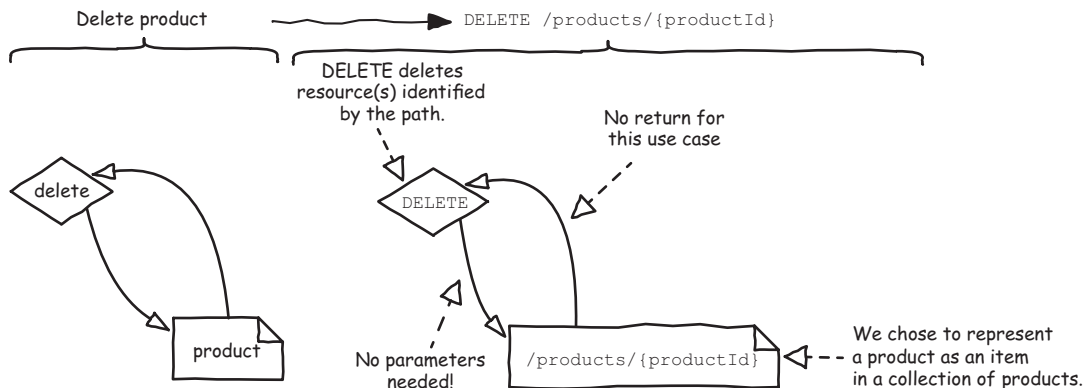 Delete product
DELETE /products/{productId}
DELETE deletes
resource(s) identified
by the path.
No return for
this use case
delete
DELETE
product
No parameters
needed!
/products/{productId}
We chose to represent
a product as an item
in a collection of products.